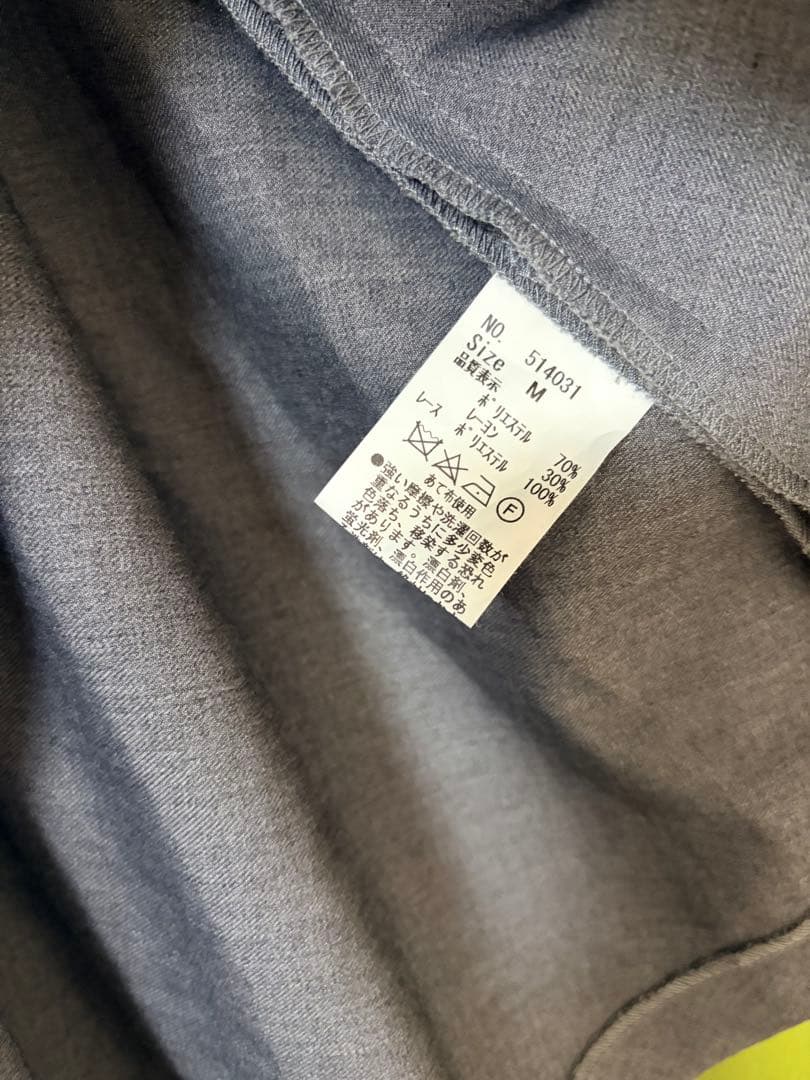 NO. 514031
Size M
品質表示
ポリエステル 70%
レーヨン 30%
レース ポリエステル 100%
あて布使用
F
●強い摩擦や洗濯回数が
重なるうちに多少変色
色落ち、移染する恐れ
があります。漂白剤、
蛍光剤、漂白作用のあ